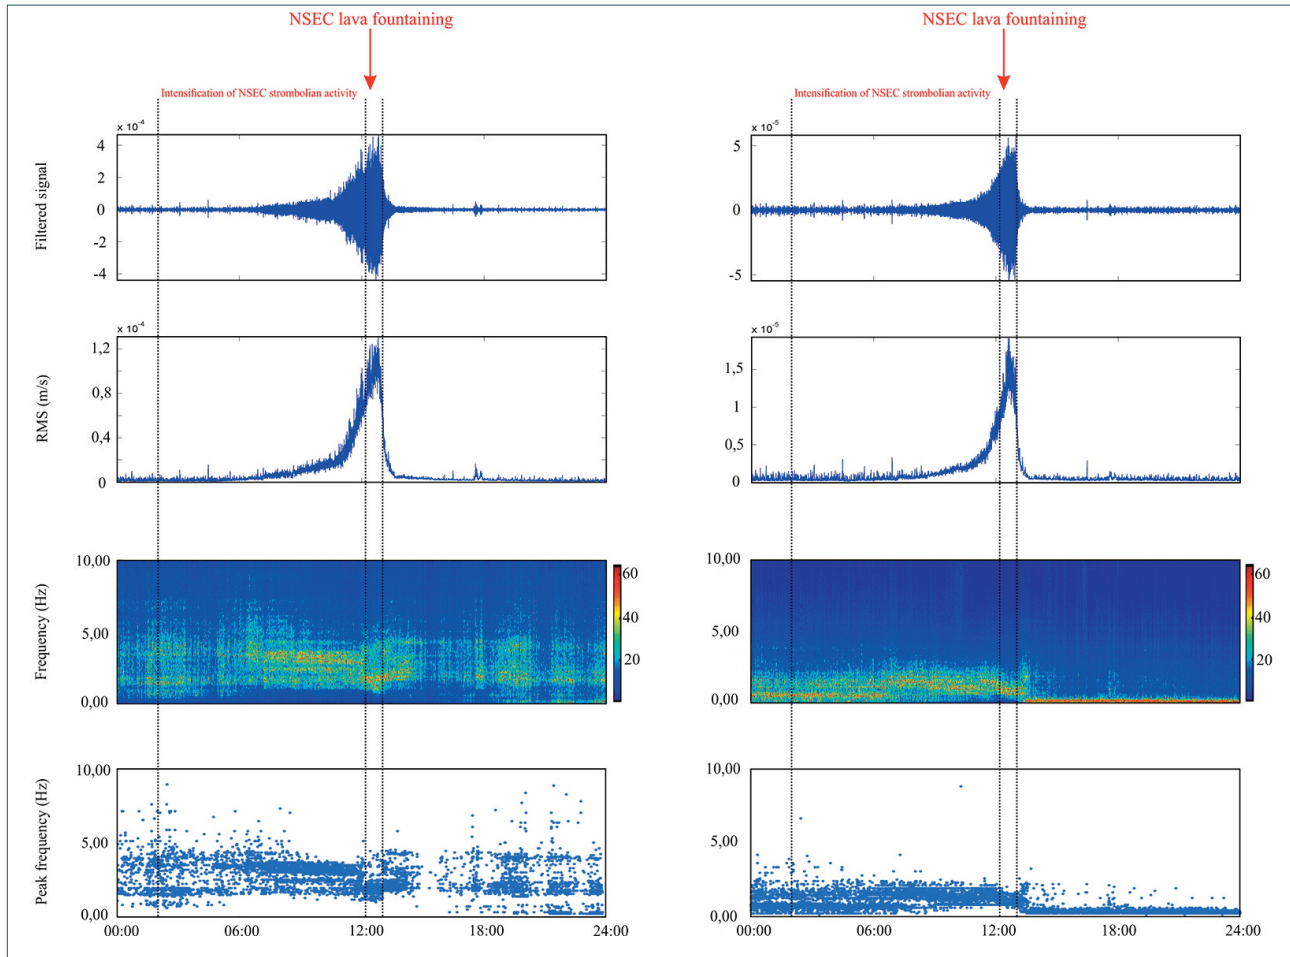 NSEC lava fountaining
NSEC lava fountaining
Intensification of NSEC strombolian activity
Intensification of NSEC strombolian activity
x 10-4
4
2
0
-2
-4
Filtered signal
x 10-5
5
0
-5
x 10-4
1,2
0,8
0,4
0
RMS (m/s)
x 10-5
1,5
1
0,5
0
10,00
5,00
0,00
Frequency (Hz)
60
40
20
10,00
5,00
0,00
60
40
20
10,00
5,00
0,00
Peak frequency (Hz)
00:00 06:00 12:00 18:00 24:00
10,00
5,00
0,00
00:00 06:00 12:00 18:00 24:00